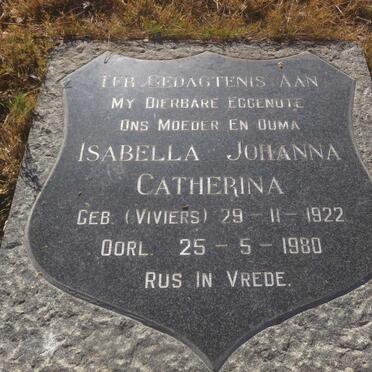 TER GEDAGTENIS AAN
MY DIERBARE EGGENOTE
ONS MOEDER EN OUMA
ISABELLA JOHANNA
CATHERINA
GEB. (VIVIERS) 29-11-1922
OORL. 25-5-1980
RUS IN VREDE.